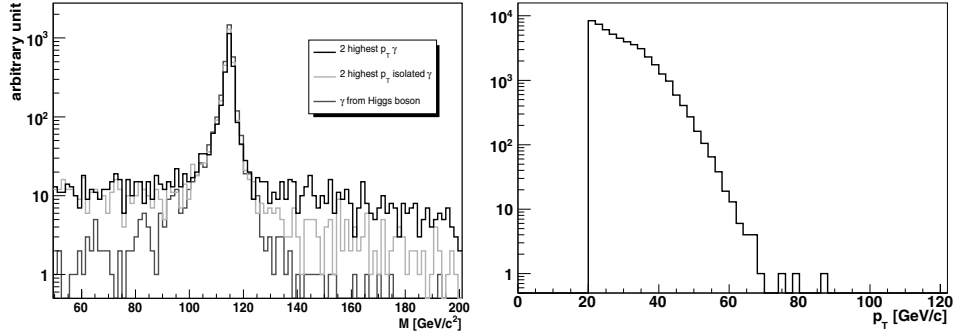 arbitrary unit
10³
10²
10
1
2 highest p_T γ
2 highest p_T isolated γ
γ from Higgs boson
60 80 100 120 140 160 180 200
M [GeV/c²]
10⁴
10³
10²
10
1
0 20 40 60 80 100 120
p_T [GeV/c]